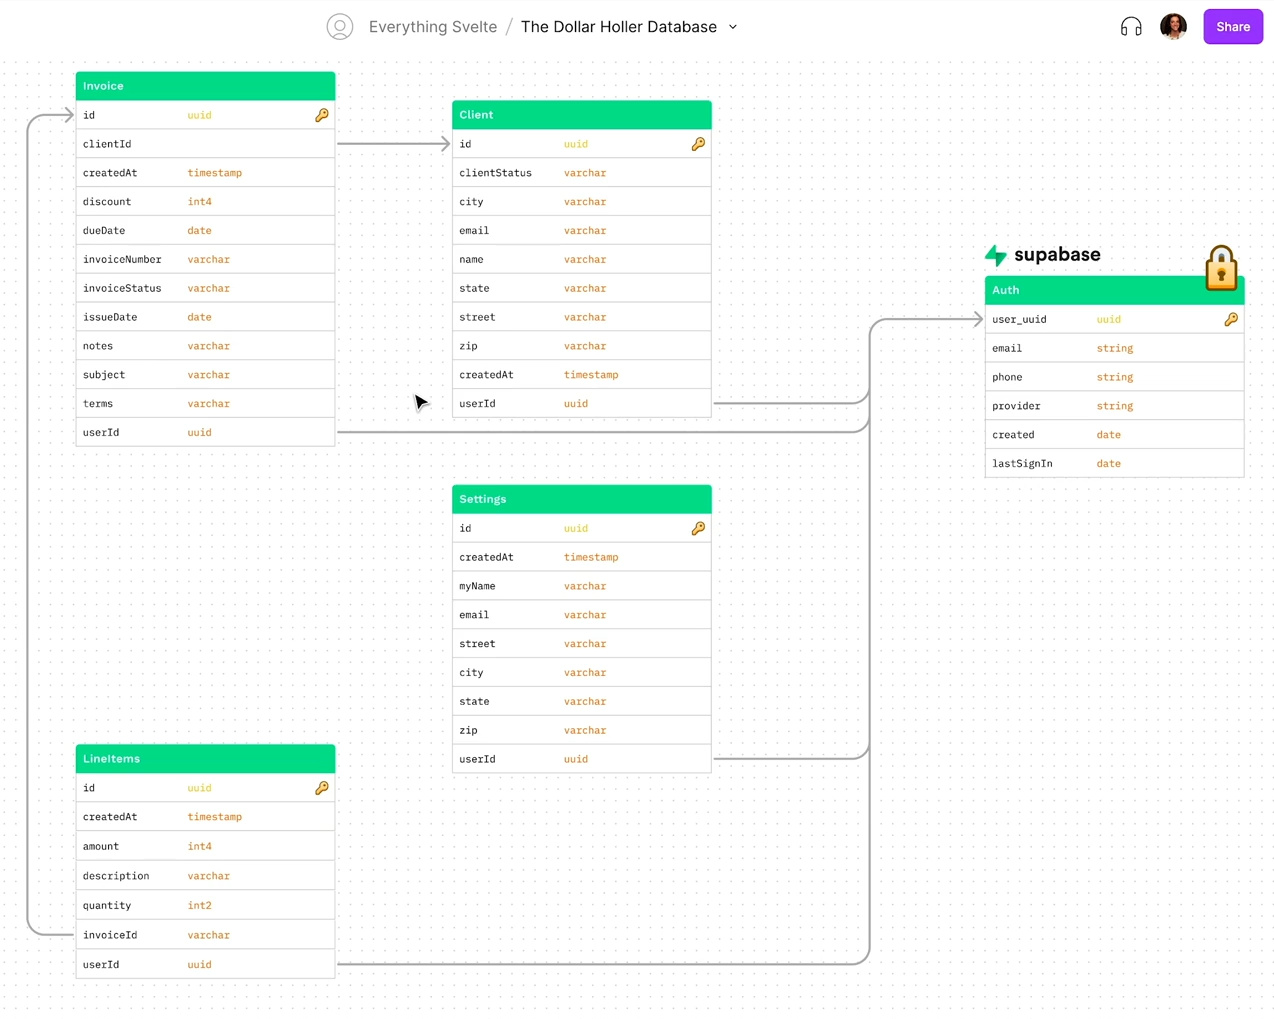 Everything Svelte / The Dollar Holler Database
Share
Invoice
id uuid
clientId
createdAt timestamp
discount int4
dueDate date
invoiceNumber varchar
invoiceStatus varchar
issueDate date
notes varchar
subject varchar
terms varchar
userId uuid
Client
id uuid
clientStatus varchar
city varchar
email varchar
name varchar
state varchar
street varchar
zip varchar
createdAt timestamp
userId uuid
supabase
Auth
user_uuid uuid
email string
phone string
provider string
created date
lastSignIn date
Settings
id uuid
createdAt timestamp
myName varchar
email varchar
street varchar
city varchar
state varchar
zip varchar
userId uuid
LineItems
id uuid
createdAt timestamp
amount int4
description varchar
quantity int2
invoiceId varchar
userId uuid